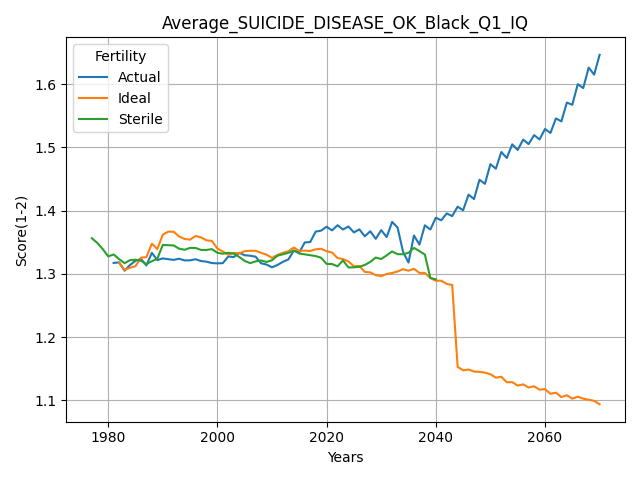 Average_SUICIDE_DISEASE_OK_Black_Q1_IQ
Fertility
Actual
Ideal
Sterile
Score(1-2)
1.6
1.5
1.4
1.3
1.2
1.1
1980 2000 2020 2040 2060
Years